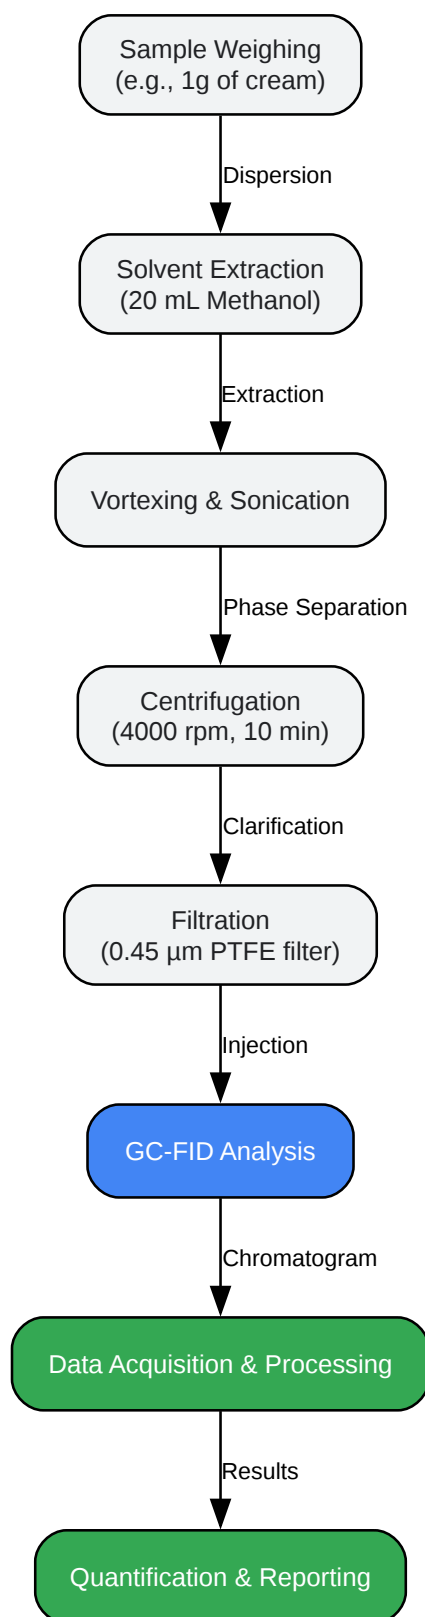 Sample Weighing
(e.g., 1g of cream)
Dispersion
Solvent Extraction
(20 mL Methanol)
Extraction
Vortexing & Sonication
Phase Separation
Centrifugation
(4000 rpm, 10 min)
Clarification
Filtration
(0.45 µm PTFE filter)
Injection
GC-FID Analysis
Chromatogram
Data Acquisition & Processing
Results
Quantification & Reporting